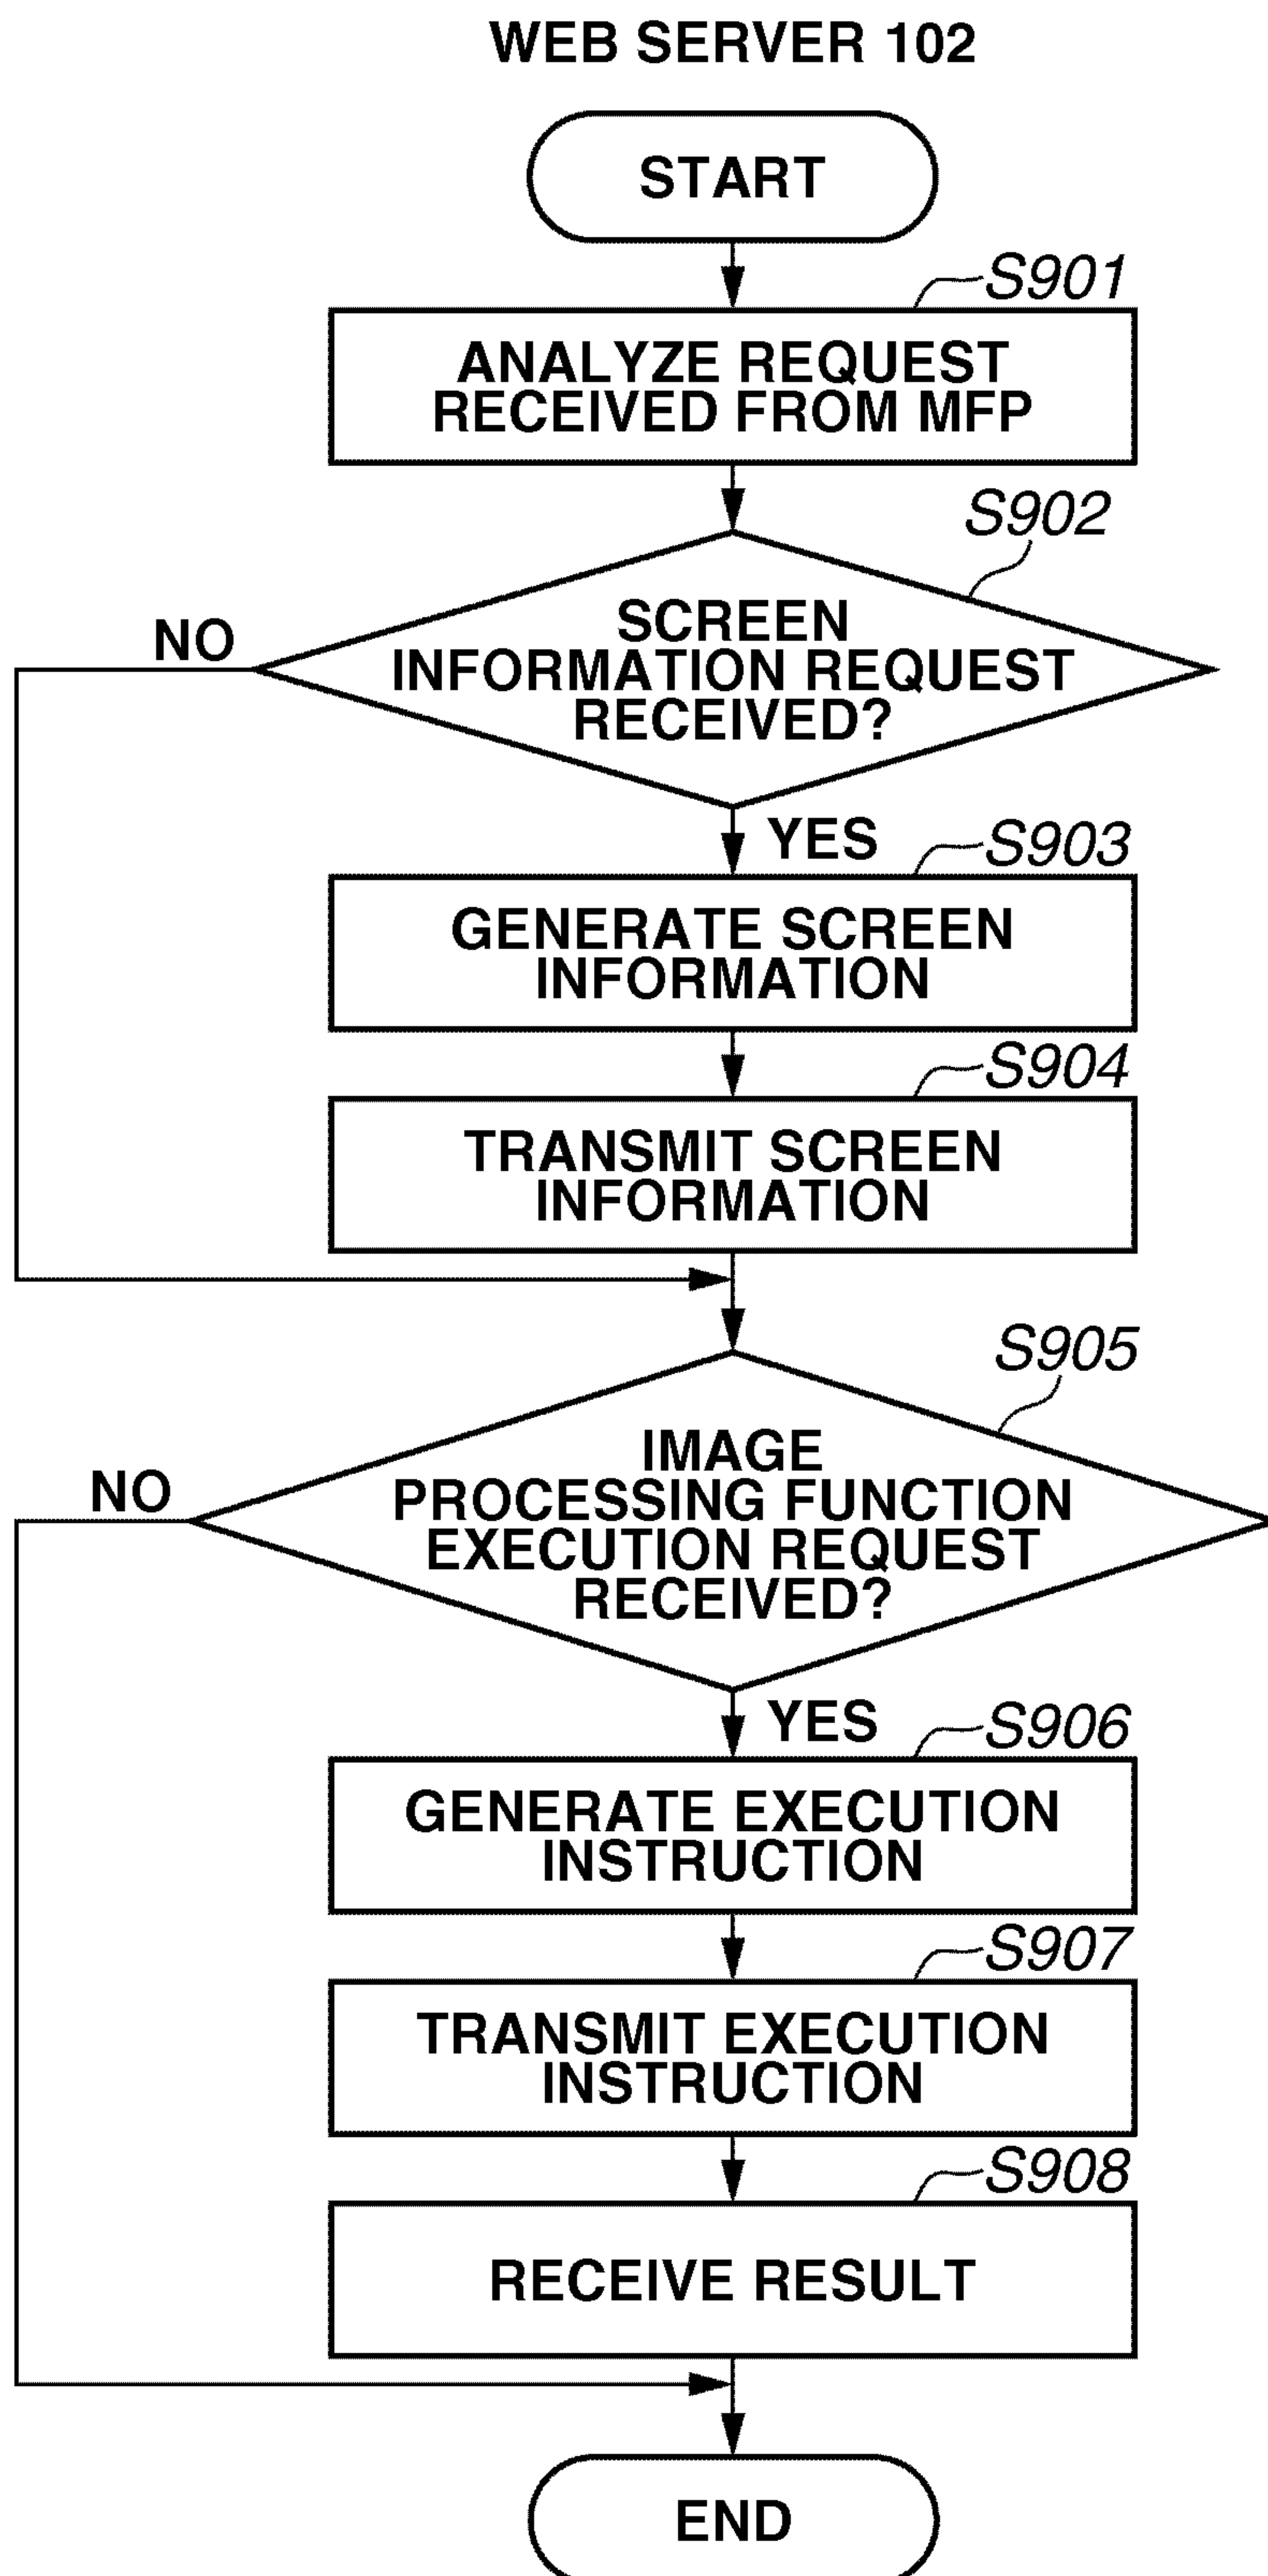 WEB SERVER 102
START
S901
ANALYZE REQUEST
RECEIVED FROM MFP
S902
NO
SCREEN
INFORMATION REQUEST
RECEIVED?
YES
S903
GENERATE SCREEN
INFORMATION
S904
TRANSMIT SCREEN
INFORMATION
S905
NO
IMAGE
PROCESSING FUNCTION
EXECUTION REQUEST
RECEIVED?
YES
S906
GENERATE EXECUTION
INSTRUCTION
S907
TRANSMIT EXECUTION
INSTRUCTION
S908
RECEIVE RESULT
END